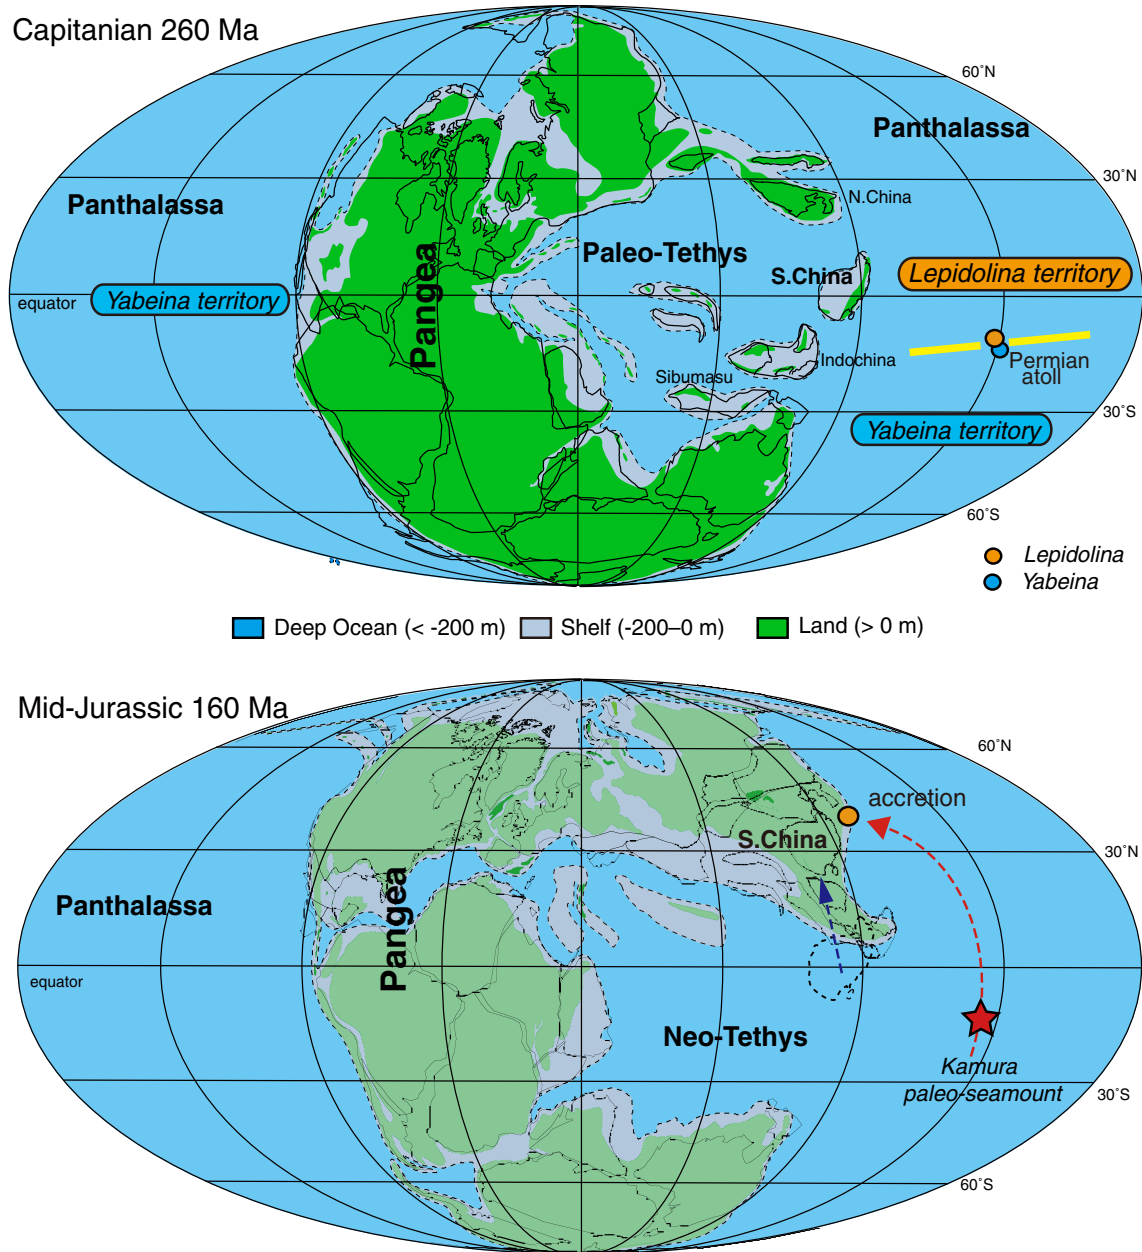 Capitanian 260 Ma
60˚N
Panthalassa
30˚N
N.China
Panthalassa
Paleo-Tethys
S.China
Lepidolina territory
Pangea
equator
Yabeina territory
Permian
atoll
Indochina
Sibumasu
30˚S
Yabeina territory
60˚S
Lepidolina
Yabeina
Deep Ocean (< -200 m)
Shelf (-200–0 m)
Land (> 0 m)
Mid-Jurassic 160 Ma
60˚N
accretion
S.China
30˚N
Panthalassa
Pangea
equator
Neo-Tethys
Kamura
paleo-seamount
30˚S
60˚S